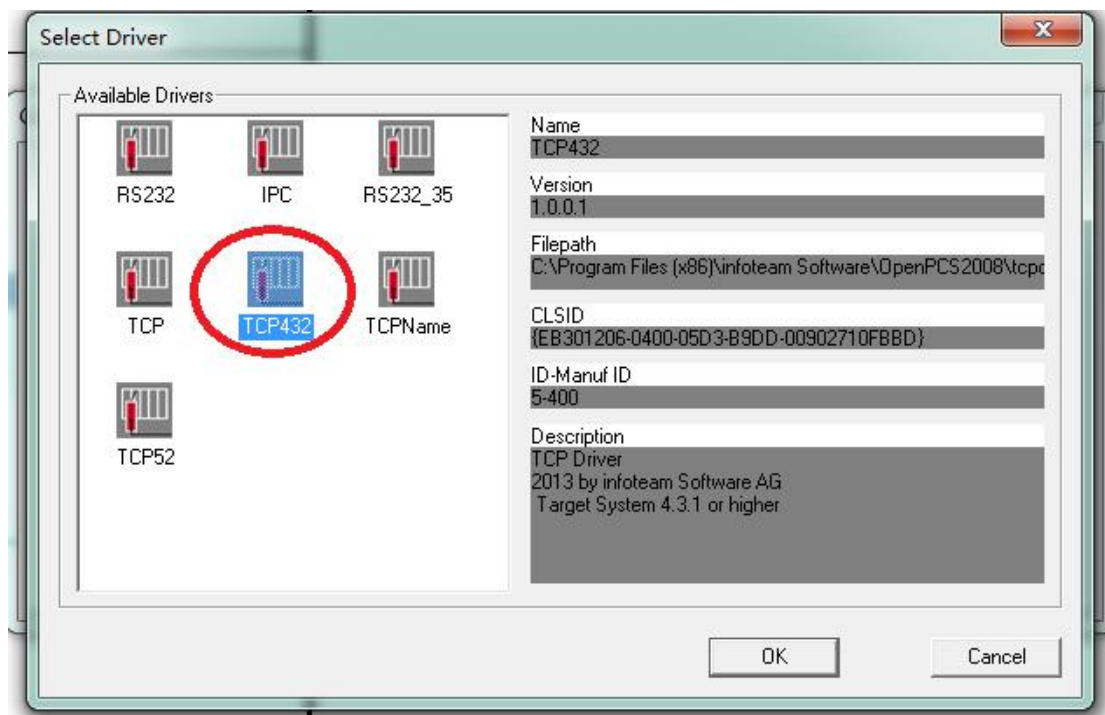 Select Driver
Available Drivers
RS232 IPC RS232_35
TCP TCP432 TCPName
TCP52
Name
TCP432
Version
1.0.0.1
Filepath
C:\Program Files (x86)\infoteam Software\OpenPCS2008\tcpc
CLSID
{EB301206-0400-05D3-B9DD-00902710FBBD}
ID-Manuf ID
5-400
Description
TCP Driver
2013 by infoteam Software AG
Target System 4.3.1 or higher
OK Cancel